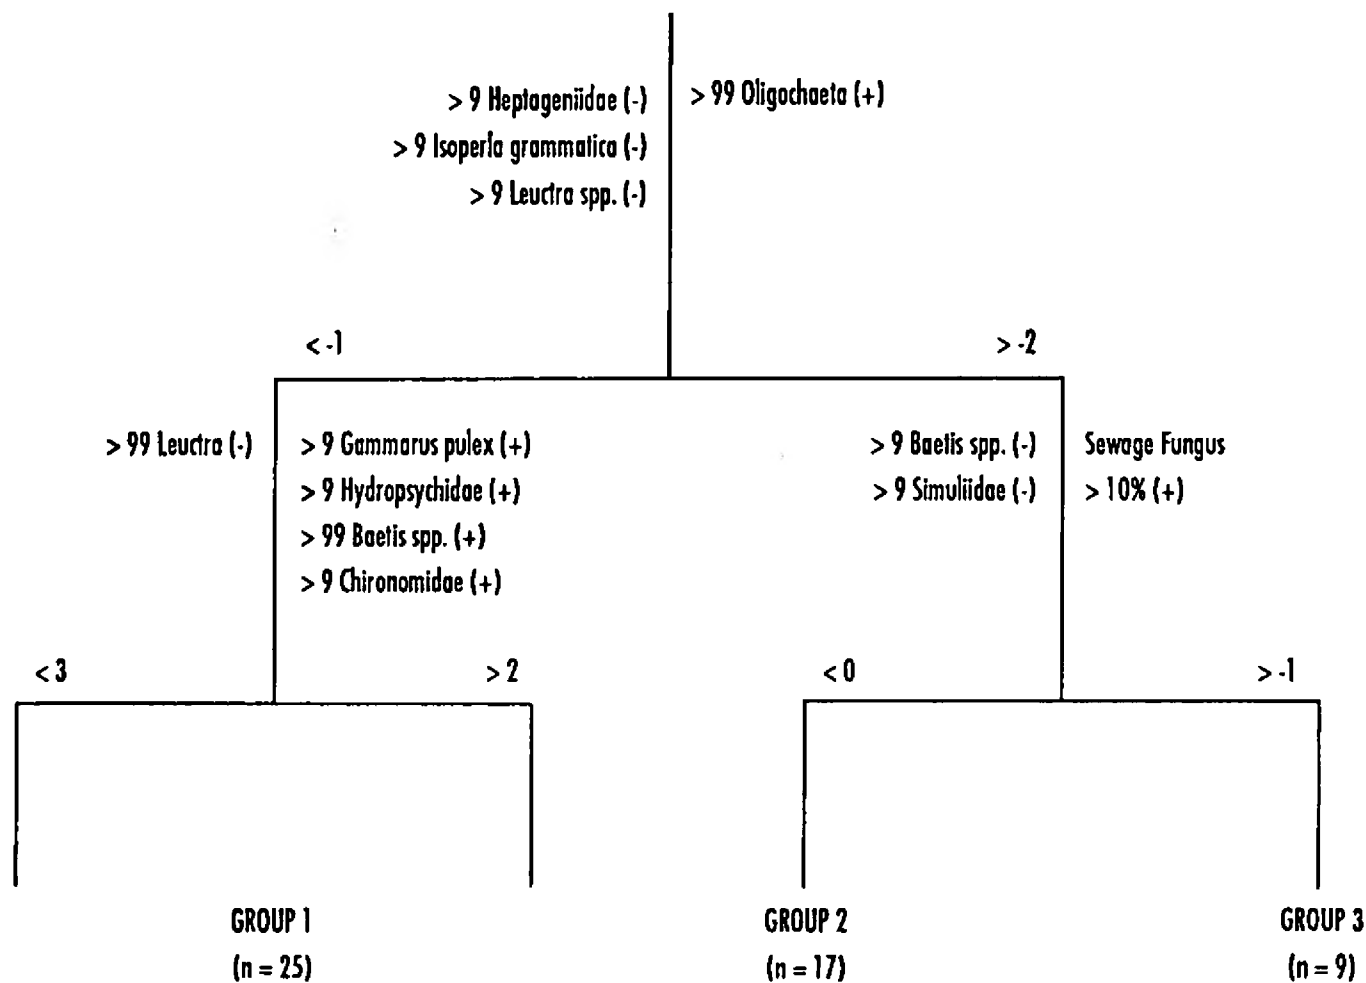 > 9 Heptageniidae (-)
> 99 Oligochaeta (+)
> 9 Isoperla grammatica (-)
> 9 Leuctra spp. (-)
< -1
> -2
> 99 Leuctra (-)
> 9 Gammarus pulex (+)
> 9 Hydropsychidae (+)
> 99 Baetis spp. (+)
> 9 Chironomidae (+)
> 9 Baetis spp. (-)
> 9 Simuliidae (-)
Sewage Fungus
> 10% (+)
< 3
> 2
< 0
> -1
GROUP 1
(n = 25)
GROUP 2
(n = 17)
GROUP 3
(n = 9)